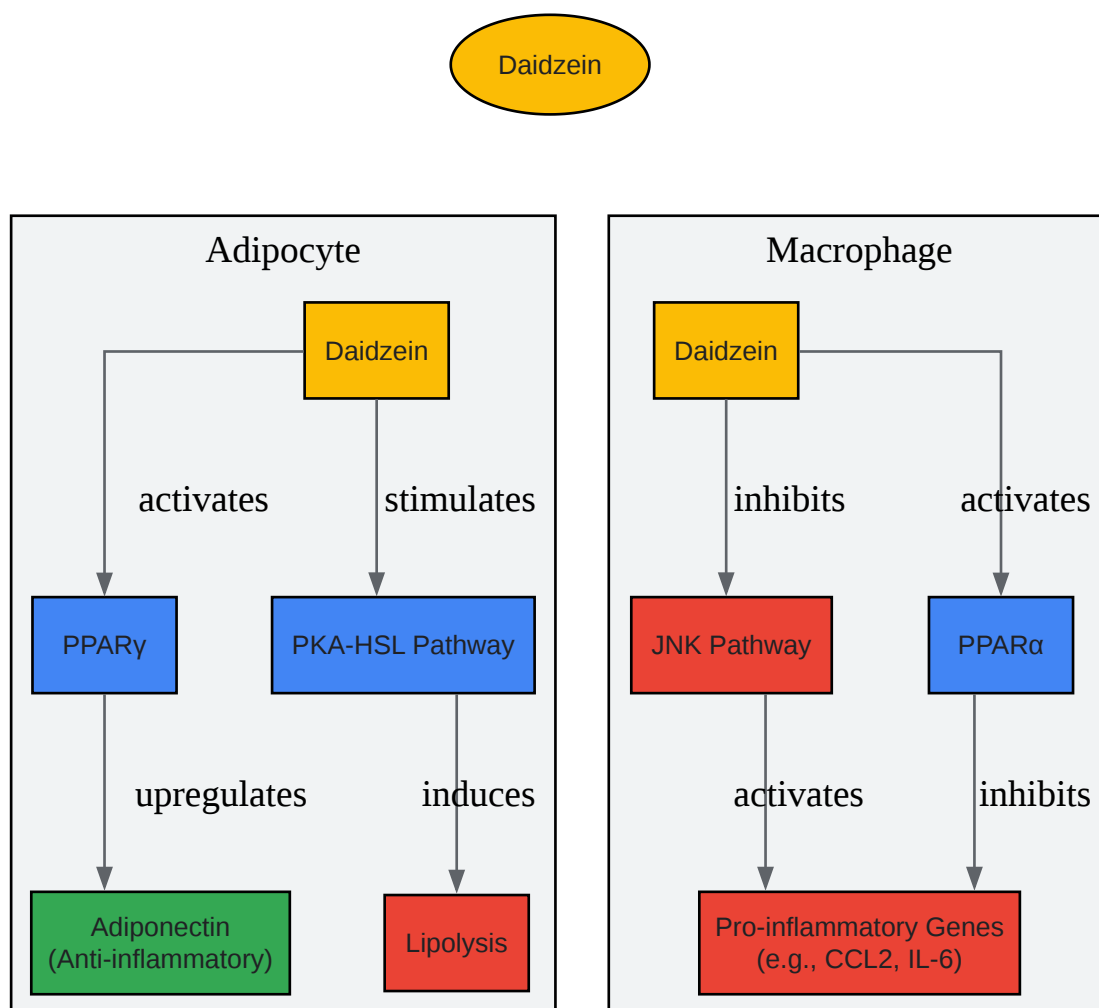 Daidzein
Adipocyte
Macrophage
Daidzein
Daidzein
activates
stimulates
inhibits
activates
PPARγ
PKA-HSL Pathway
JNK Pathway
PPARα
upregulates
induces
activates
inhibits
Adiponectin
(Anti-inflammatory)
Lipolysis
Pro-inflammatory Genes
(e.g., CCL2, IL-6)